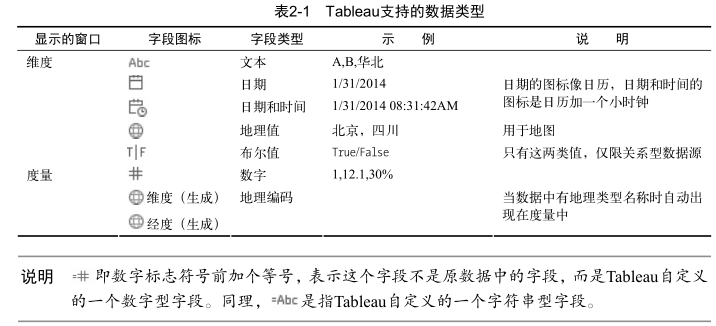 表2-1 Tableau支持的数据类型
显示的窗口 字段图标 字段类型 示 例 说 明
维度 Abc 文本 A,B,华北
日期 1/31/2014 日期的图标像日历，日期和时间的
日期和时间 1/31/2014 08:31:42AM 图标是日历加一个小时钟
地理值 北京，四川 用于地图
T|F 布尔值 True/False 只有这两类值，仅限关系型数据源
度量 # 数字 1,12.1,30%
维度（生成） 地理编码 当数据中有地理类型名称时自动出
经度（生成） 现在度量中
说明 =# 即数字标志符号前加个等号，表示这个字段不是原数据中的字段，而是Tableau自定义
的一个数字型字段。同理，=Abc是指Tableau自定义的一个字符串型字段。